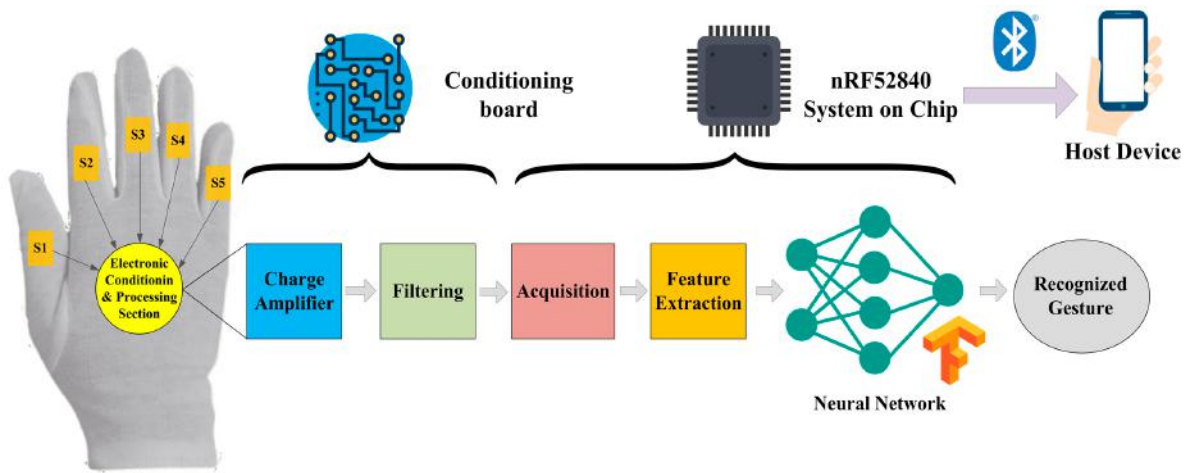 Conditioning
board
nRF52840
System on Chip
®
Host Device
S1
S2
S3
S4
S5
Electronic
Conditionin
& Processing
Section
Charge
Amplifier
Filtering
Acquisition
Feature
Extraction
Neural Network
Recognized
Gesture